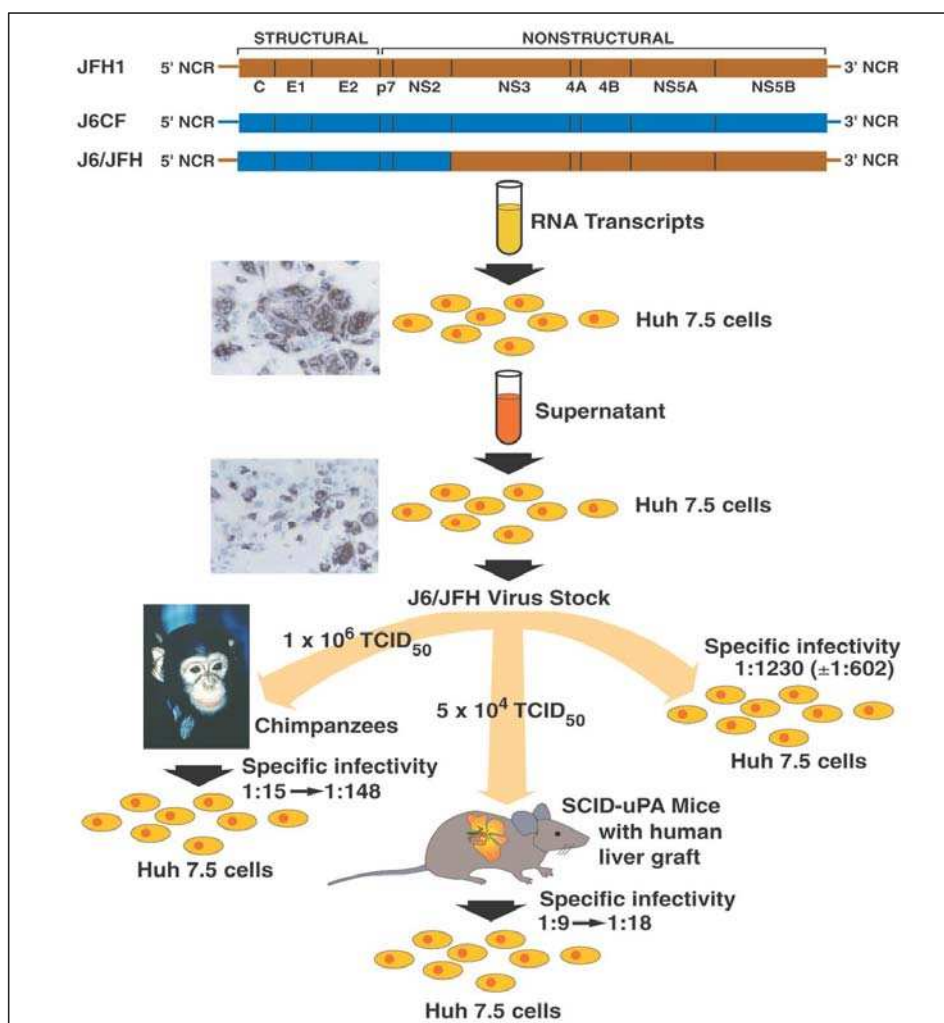 STRUCTURAL NONSTRUCTURAL
JFH1 5' NCR 3' NCR
C E1 E2 p7 NS2 NS3 4A 4B NS5A NS5B
J6CF 5' NCR 3' NCR
J6/JFH 5' NCR 3' NCR
RNA Transcripts
Huh 7.5 cells
Supernatant
Huh 7.5 cells
J6/JFH Virus Stock
1 x 10⁶ TCID₅₀
Chimpanzees
Specific infectivity
1:15→1:148
Huh 7.5 cells
5 x 10⁴ TCID₅₀
SCID-uPA Mice
with human
liver graft
Specific infectivity
1:9→1:18
Huh 7.5 cells
Specific infectivity
1:1230 (±1:602)
Huh 7.5 cells